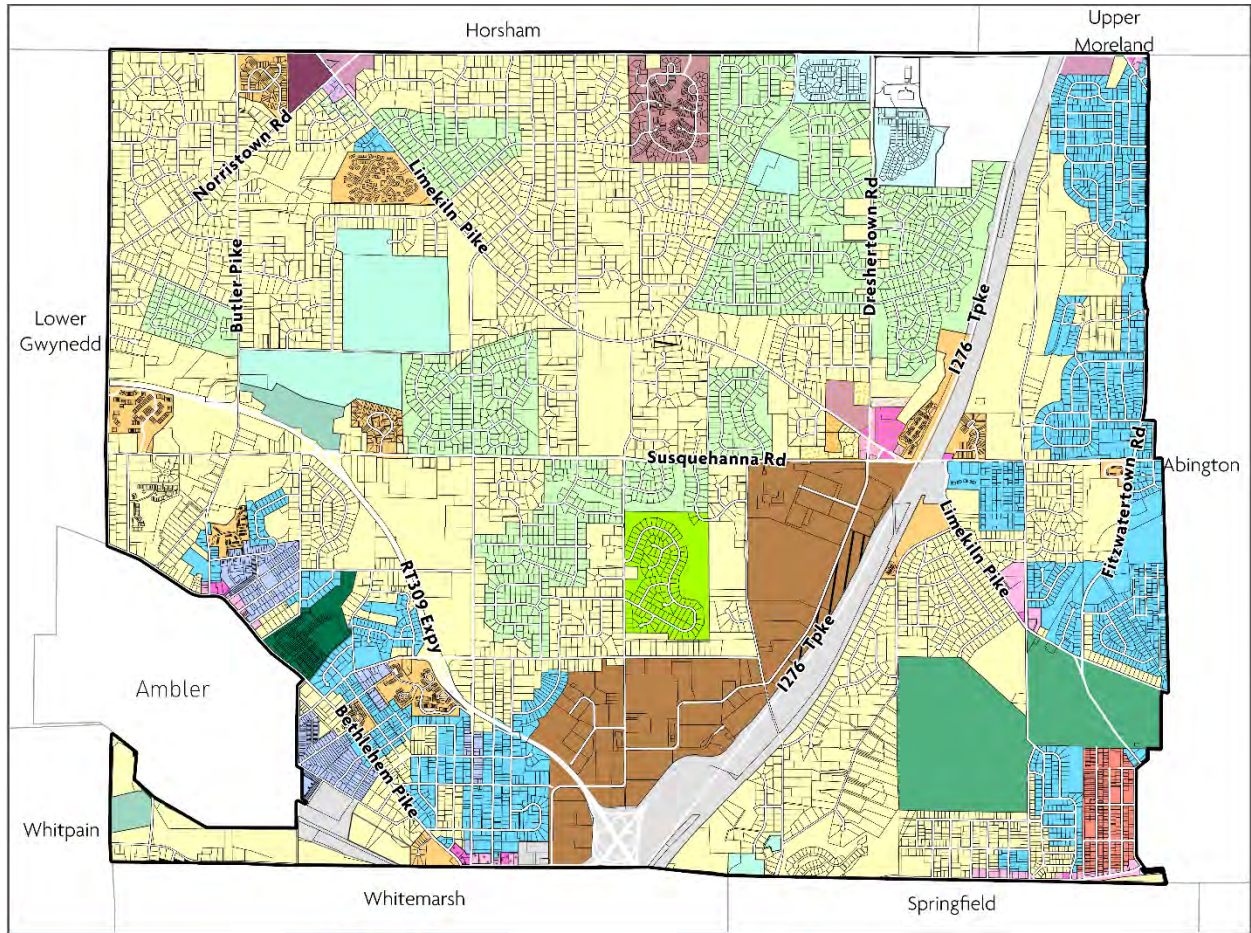 Horsham
Upper
Moreland
Norristown Rd
Limekiln Pike
Butler Pike
Dreshertown Rd
I276 Tpke
Lower
Gwynedd
Susquehanna Rd
Abington
Fitzwatertown Rd
Limekiln Pike
RT309 Expy
I276 Tpke
Ambler
Bethlehem Pike
Whitpain
Whitemarsh
Springfield